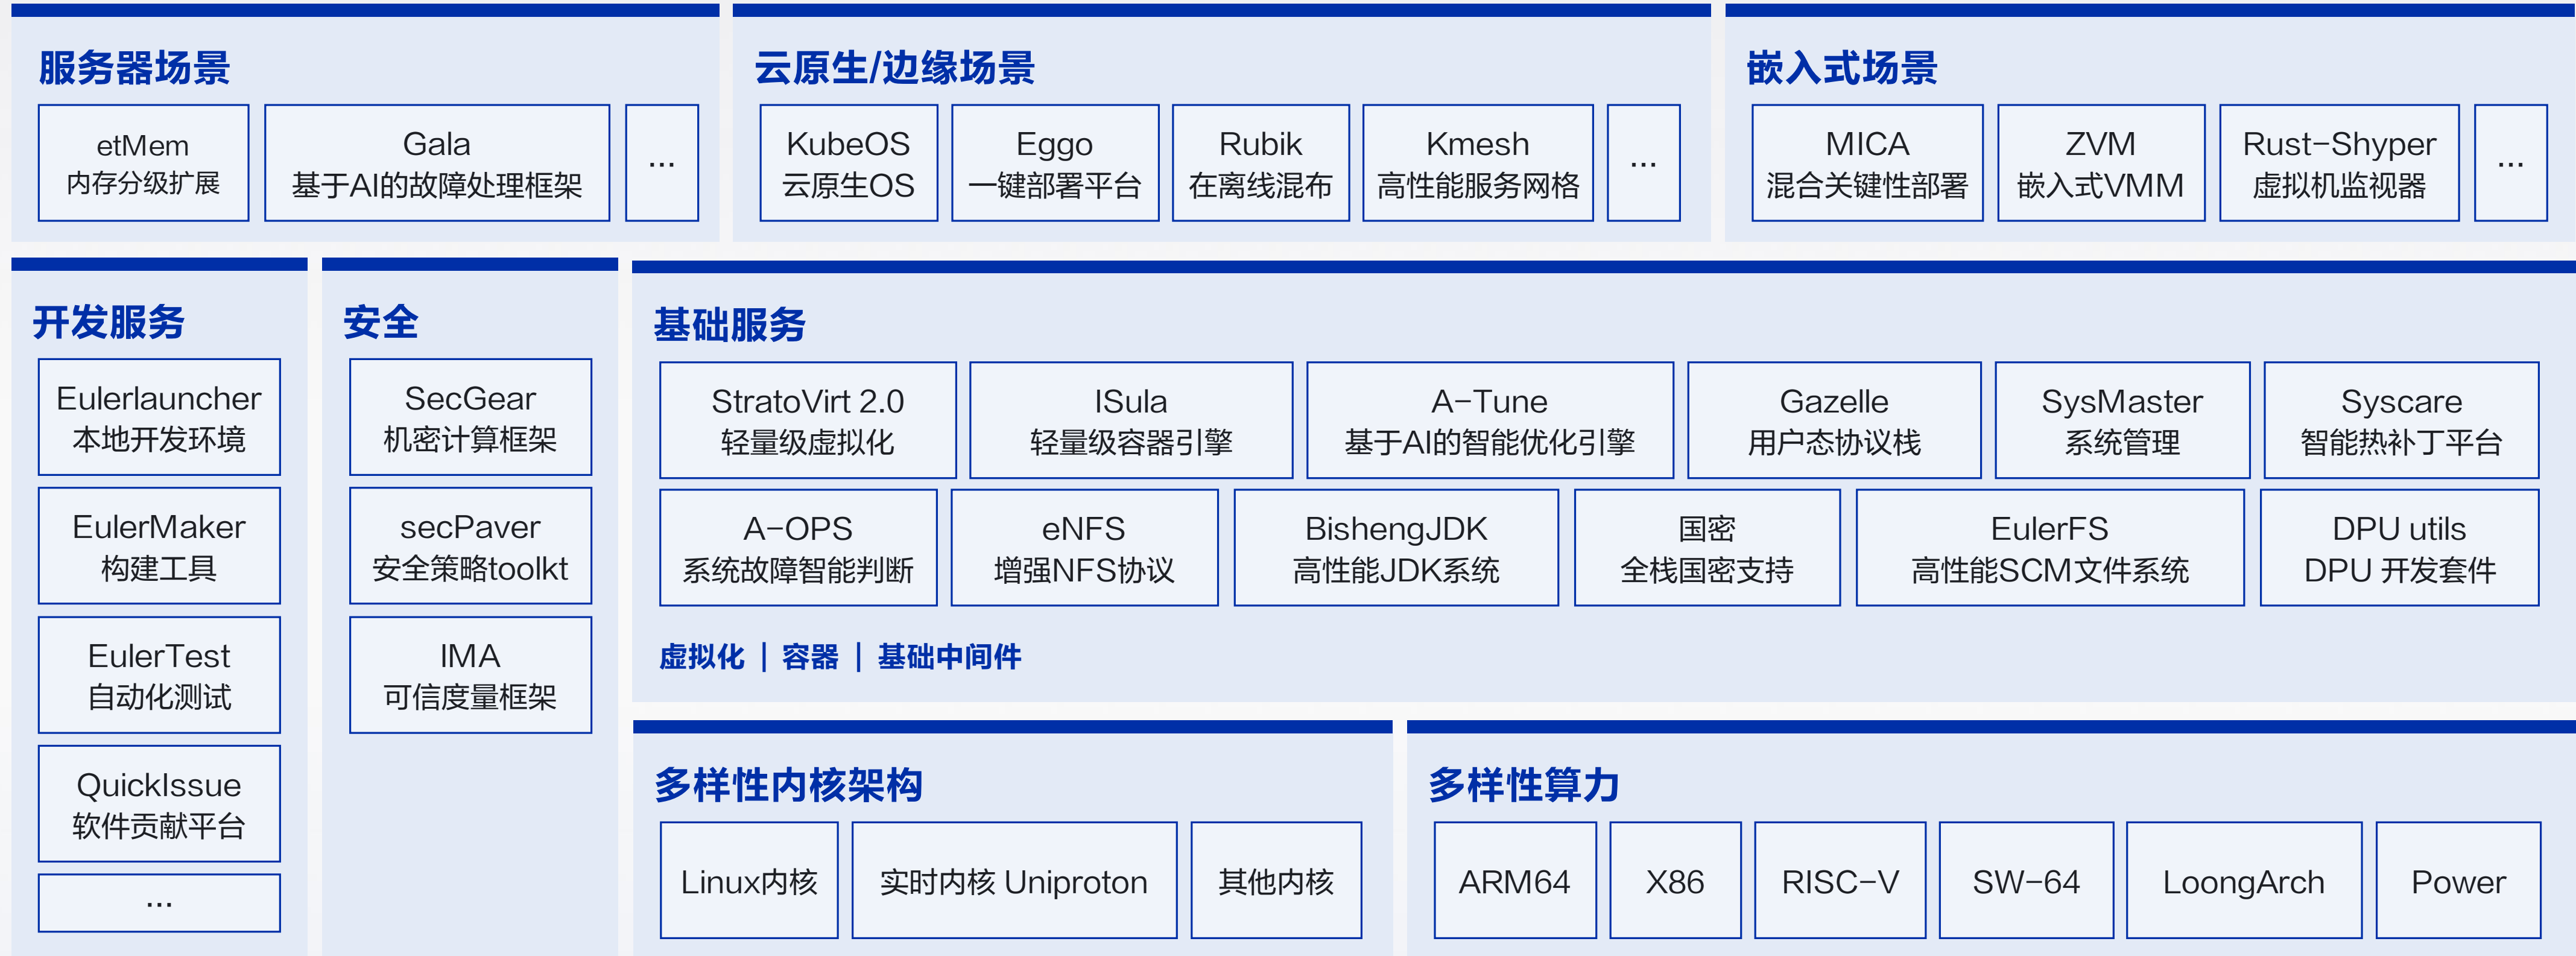 服务器场景
etMem
内存分级扩展
Gala
基于AI的故障处理框架
...
云原生/边缘场景
KubeOS
云原生OS
Eggo
一键部署平台
Rubik
在离线混布
Kmesh
高性能服务网格
...
嵌入式场景
MICA
混合关键性部署
ZVM
嵌入式VMM
Rust-Shyper
虚拟机监视器
...
开发服务
Eulerlauncher
本地开发环境
EulerMaker
构建工具
EulerTest
自动化测试
QuickIssue
软件贡献平台
...
安全
SecGear
机密计算框架
secPaver
安全策略toolkt
IMA
可信度量框架
基础服务
StratoVirt 2.0
轻量级虚拟化
ISula
轻量级容器引擎
A-Tune
基于AI的智能优化引擎
Gazelle
用户态协议栈
SysMaster
系统管理
Syscare
智能热补丁平台
A-OPS
系统故障智能判断
eNFS
增强NFS协议
BishengJDK
高性能JDK系统
国密
全栈国密支持
EulerFS
高性能SCM文件系统
DPU utils
DPU 开发套件
虚拟化 | 容器 | 基础中间件
多样性内核架构
Linux内核
实时内核 Uniproton
其他内核
多样性算力
ARM64
X86
RISC-V
SW-64
LoongArch
Power